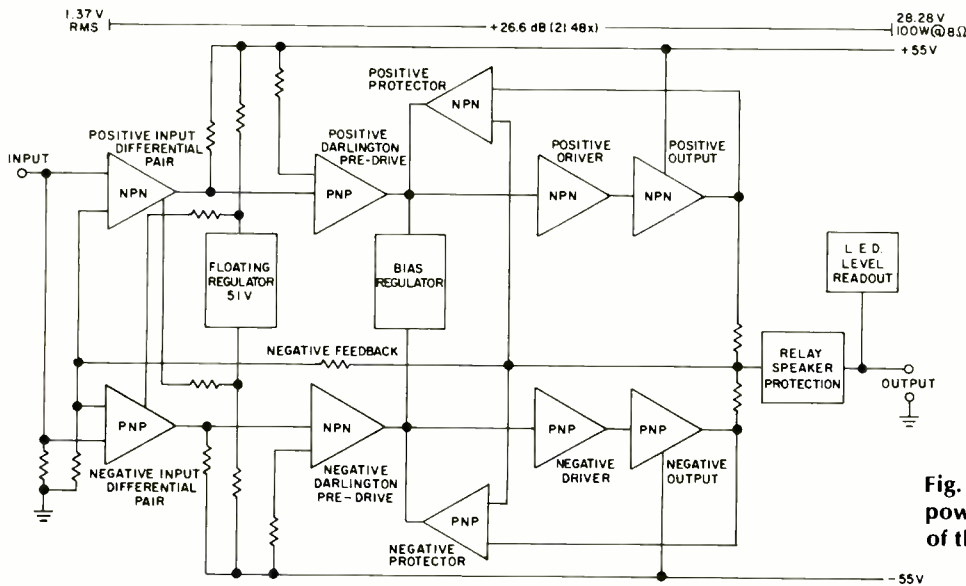 1.37V
RMS
+26.6 dB (21 48x)
28.28V
100W@8Ω
+55V
POSITIVE
PROTECTOR
NPN
POSITIVE INPUT
DIFFERENTIAL
PAIR
POSITIVE
DARLINGTON
PRE-DRIVE
POSITIVE
DRIVER
POSITIVE
OUTPUT
INPUT
NPN
PNP
NPN
NPN
FLOATING
REGULATOR
51V
BIAS
REGULATOR
L.E.D.
LEVEL
READOUT
NEGATIVE FEEDBACK
RELAY
SPEAKER
PROTECTION
OUTPUT
PNP
NPN
PNP
PNP
NEGATIVE INPUT
DIFFERENTIAL
PAIR
NEGATIVE
DARLINGTON
PRE-DRIVE
NEGATIVE
DRIVER
NEGATIVE
OUTPUT
PNP
NEGATIVE
PROTECTOR
-55V
Fig.
pow
of th